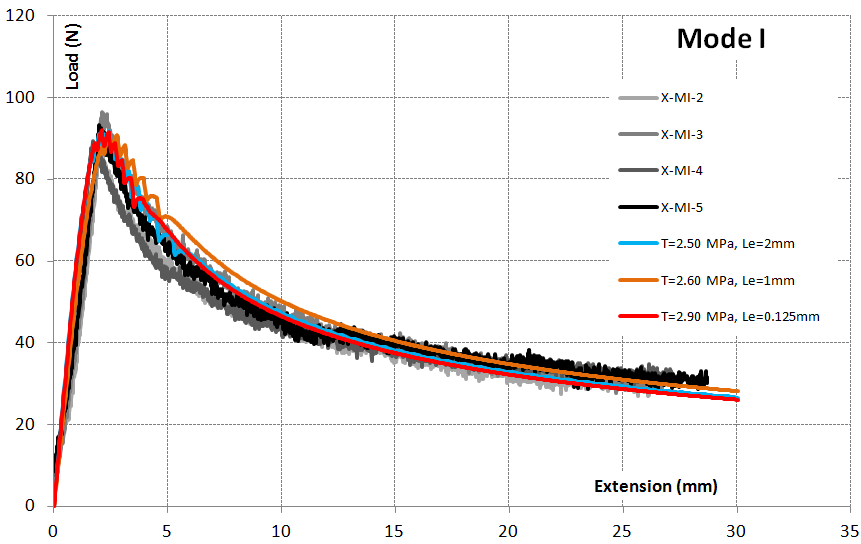 Mode I
Load (N)
120
100
80
60
40
20
0
X-MI-2
X-MI-3
X-MI-4
X-MI-5
T=2.50 MPa, Le=2mm
T=2.60 MPa, Le=1mm
T=2.90 MPa, Le=0.125mm
Extension (mm)
0 5 10 15 20 25 30 35